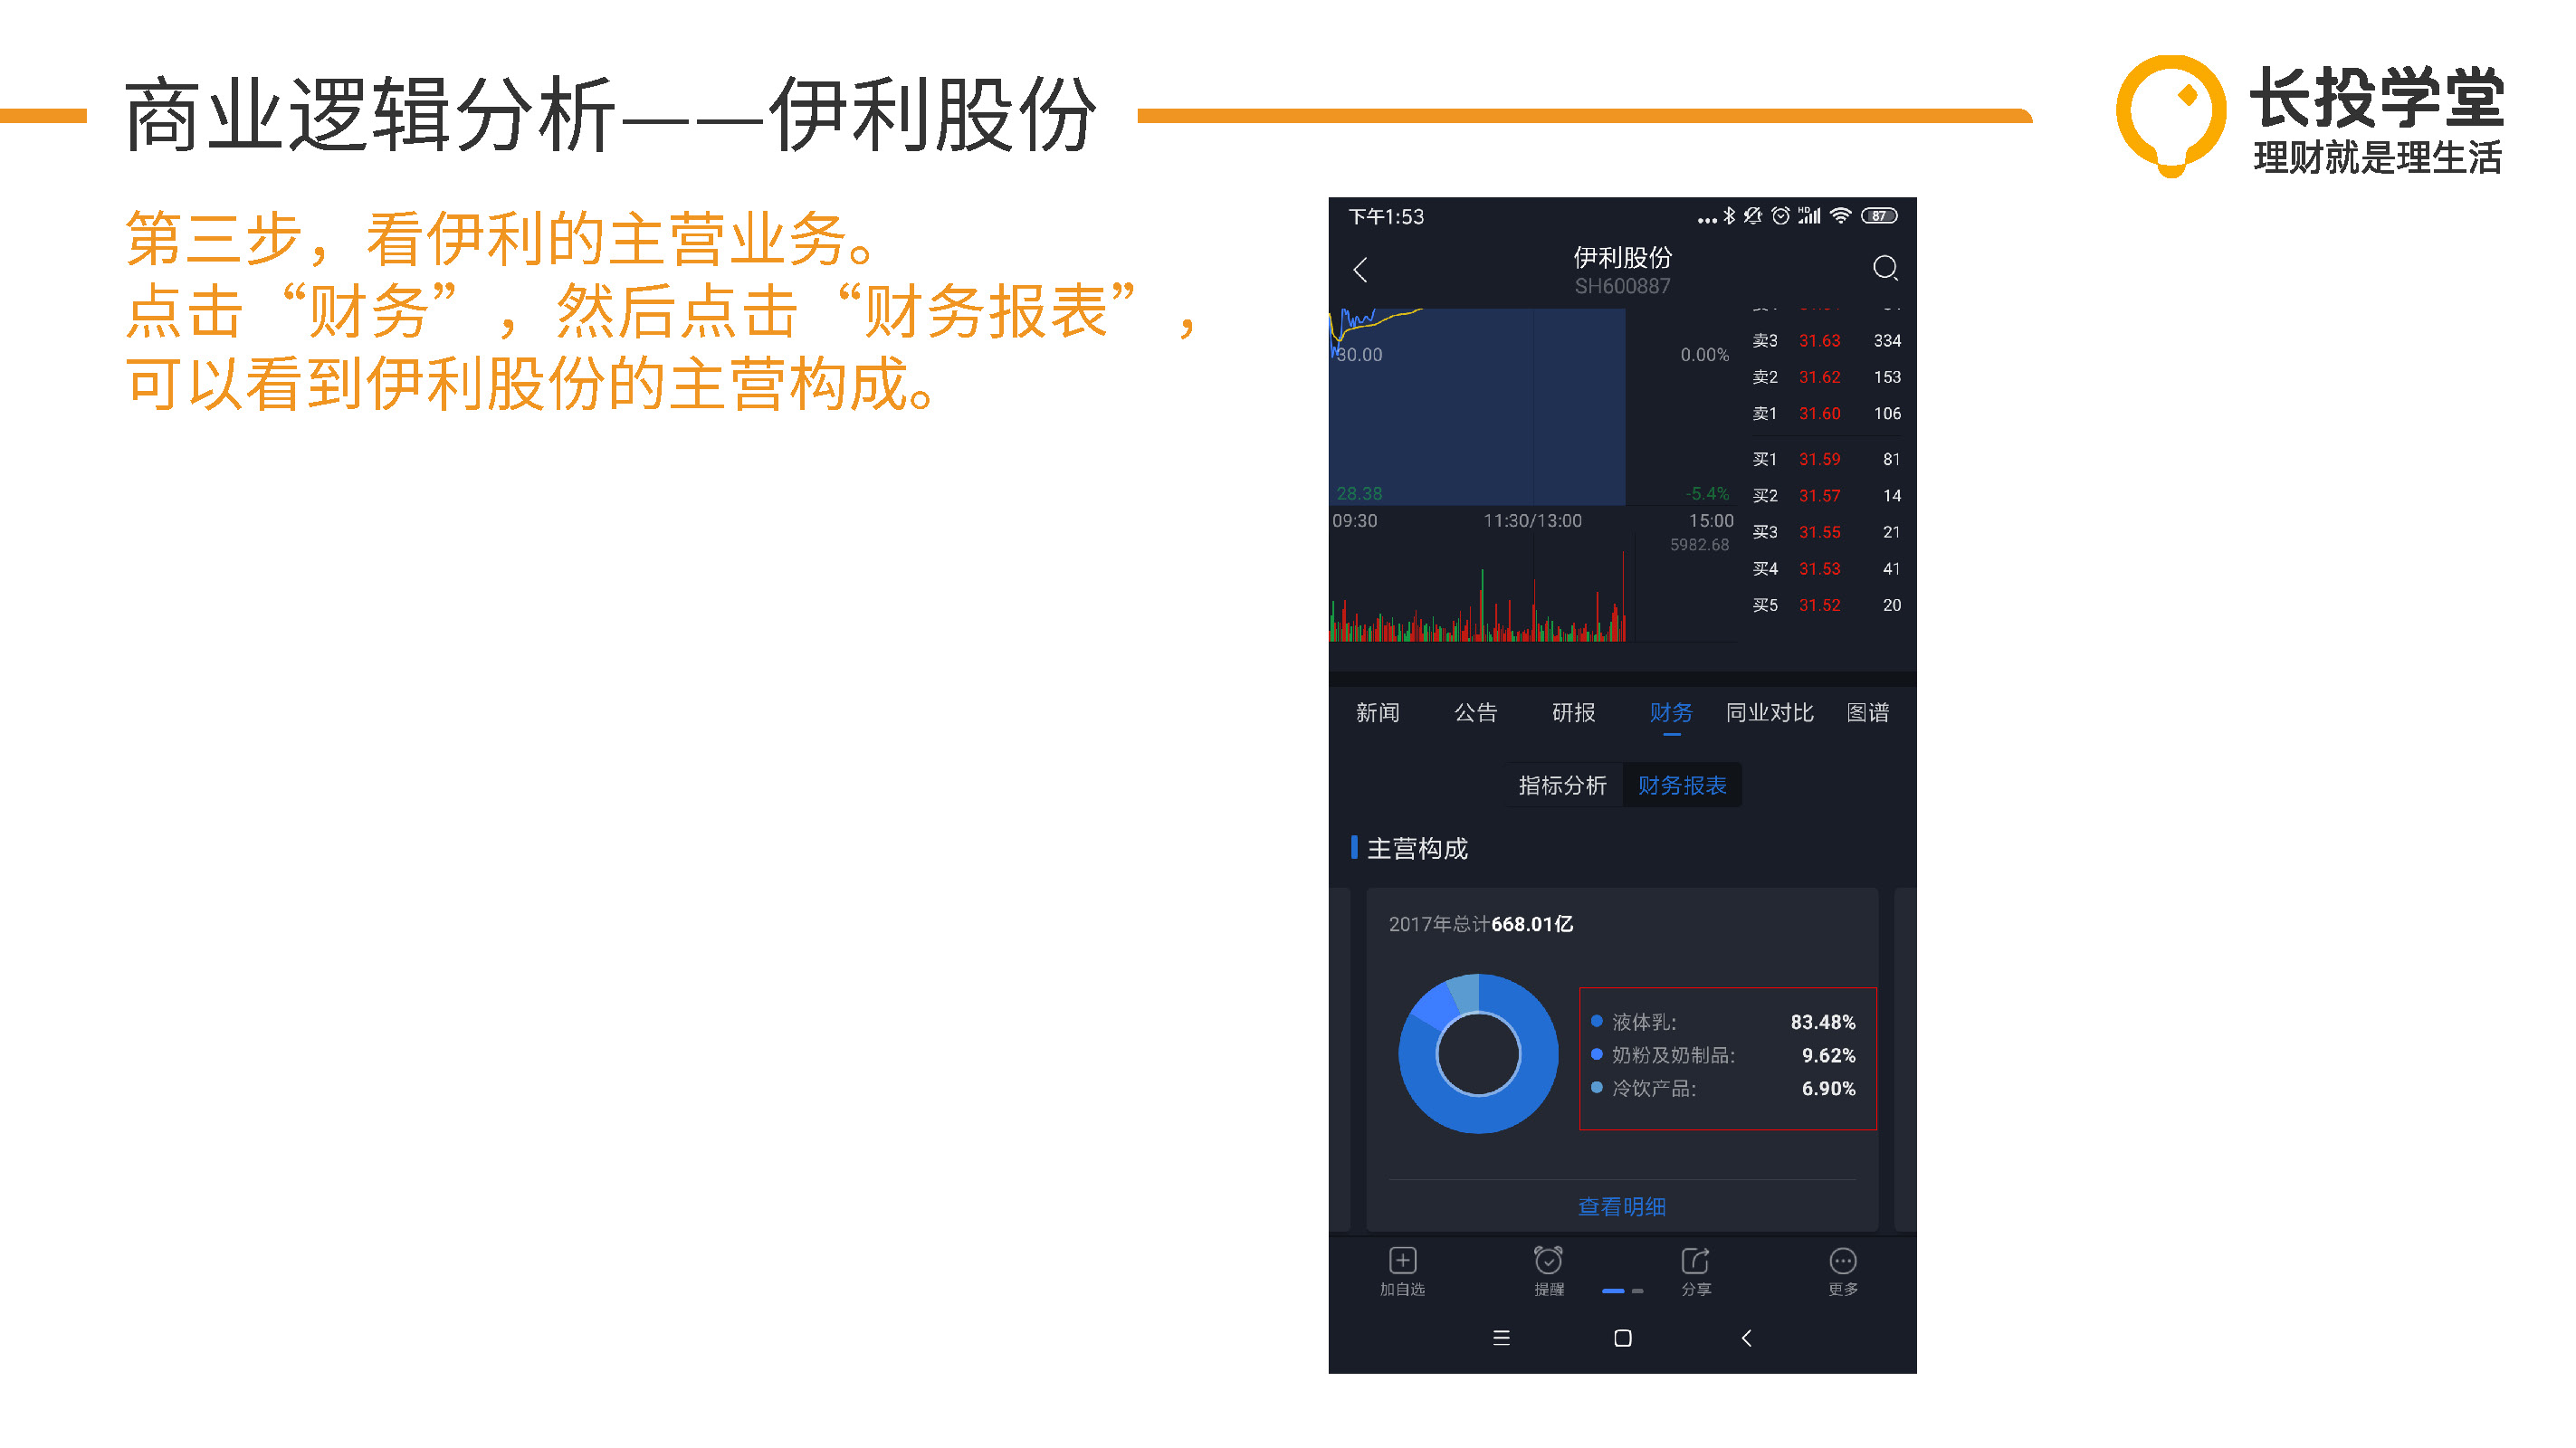 商业逻辑分析——伊利股份
长投学堂
理财就是理生活
第三步，看伊利的主营业务。
点击“财务”，然后点击“财务报表”，
可以看到伊利股份的主营构成。
下午1:53
HD
87
伊利股份
SH600887
30.00
0.00%
28.38
-5.4%
09:30
11:30/13:00
15:00
5982.68
卖3 31.63 334
卖2 31.62 153
卖1 31.60 106
买1 31.59 81
买2 31.57 14
买3 31.55 21
买4 31.53 41
买5 31.52 20
新闻 公告 研报 财务 同业对比 图谱
指标分析 财务报表
主营构成
2017年总计668.01亿
液体乳: 83.48%
奶粉及奶制品: 9.62%
冷饮产品: 6.90%
查看明细
加自选 提醒 分享 更多